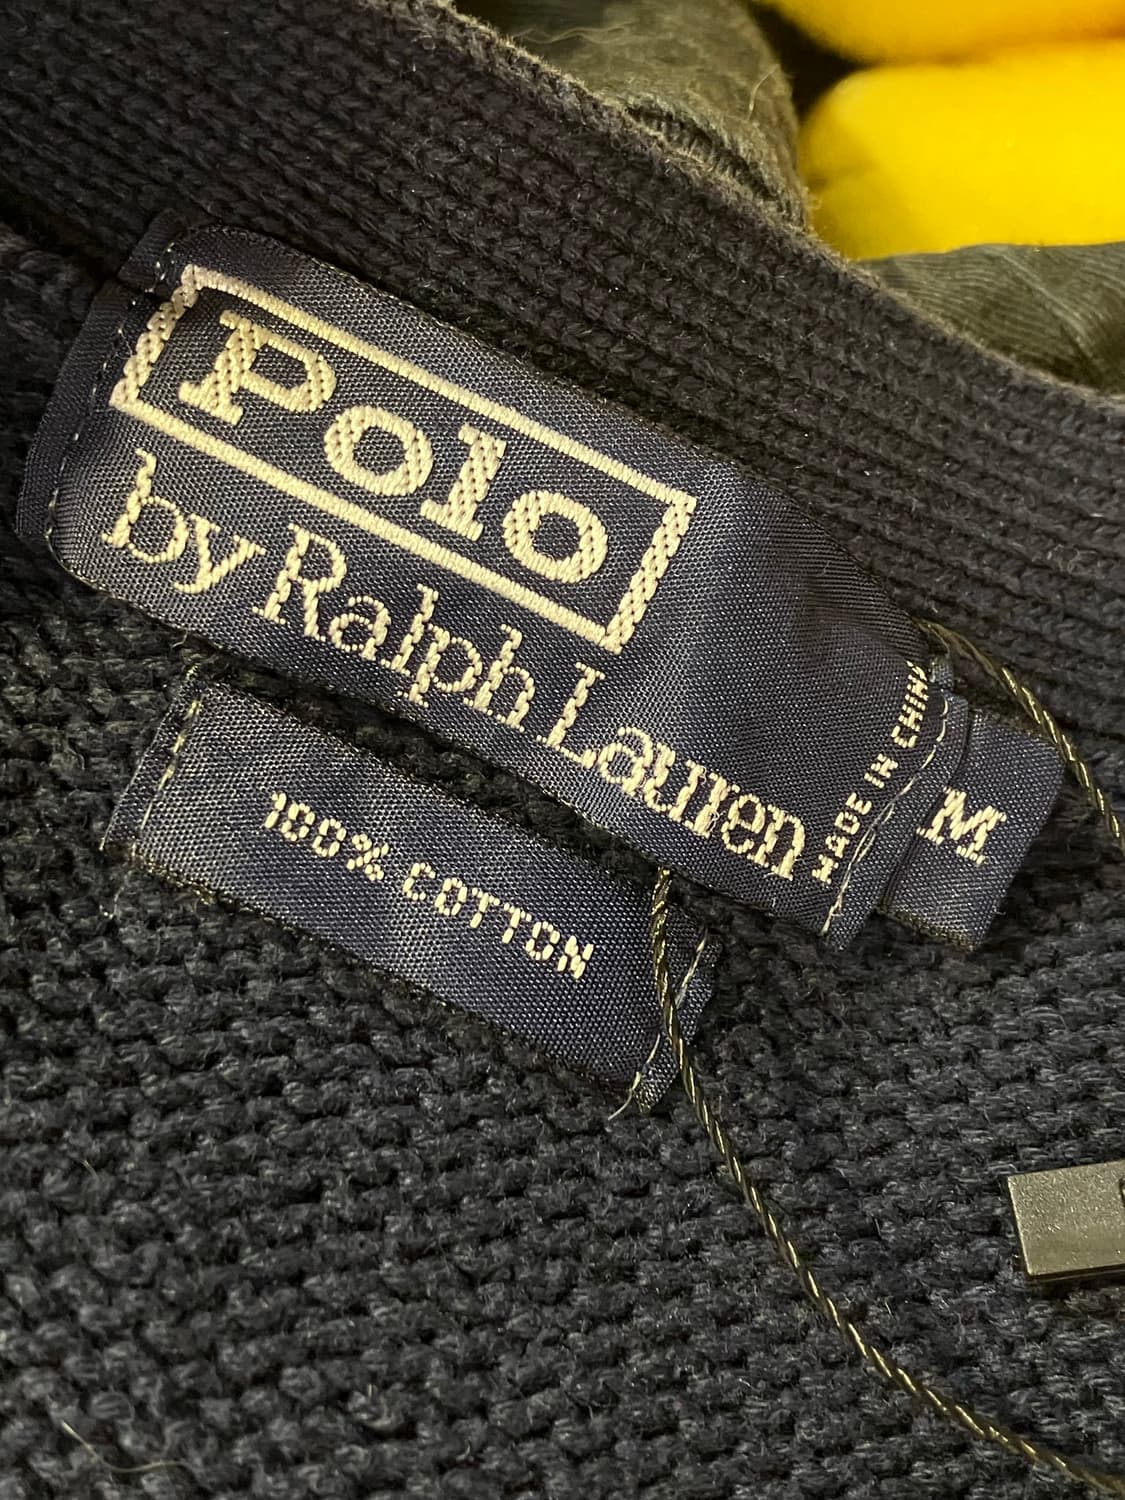 Polo
by Ralph Lauren
MADE IN CHINA
M
100% COTTON